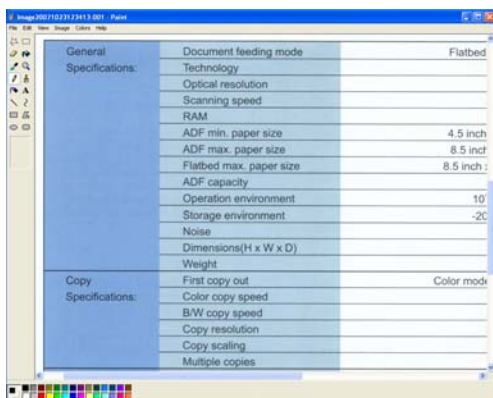 Image20071023123413-001 - Paint
File Edit View Image Colors Help
General Document feeding mode Flatbed
Specifications: Technology
Optical resolution
Scanning speed
RAM
ADF min. paper size 4.5 inch
ADF max. paper size 8.5 inch
Flatbed max. paper size 8.5 inch
ADF capacity
Operation environment 10
Storage environment -20
Noise
Dimensions(H x W x D)
Weight
Copy First copy out Color mode
Specifications: Color copy speed
B/W copy speed
Copy resolution
Copy scaling
Multiple copies